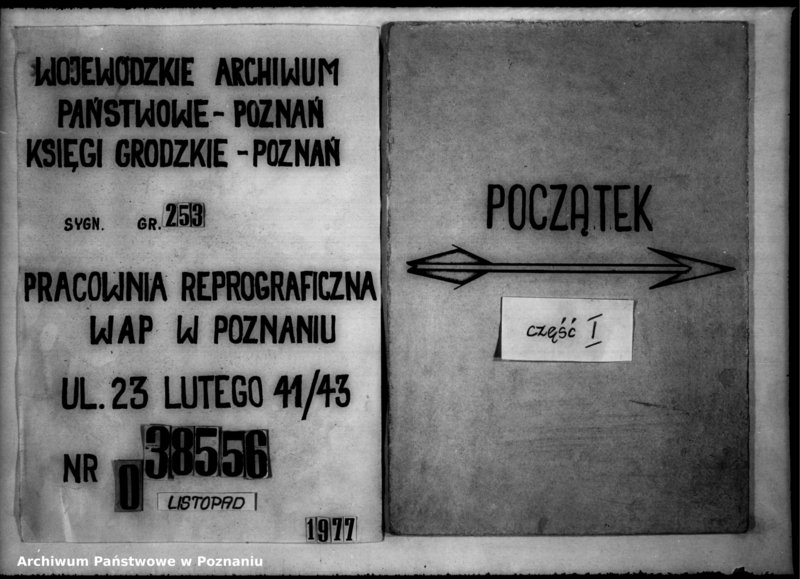 WOJEWÓDZKIE ARCHIWUM
PAŃSTWOWE - POZNAŃ
KSIĘGI GRODZKIE - POZNAŃ
SYGN. GR. 253
PRACOWNIA REPROGRAFICZNA
WAP W POZNANIU
UL. 23 LUTEGO 41/43
NR 038556
LISTOPAD
1977
POCZĄTEK
część I
Archiwum Państwowe w Poznaniu